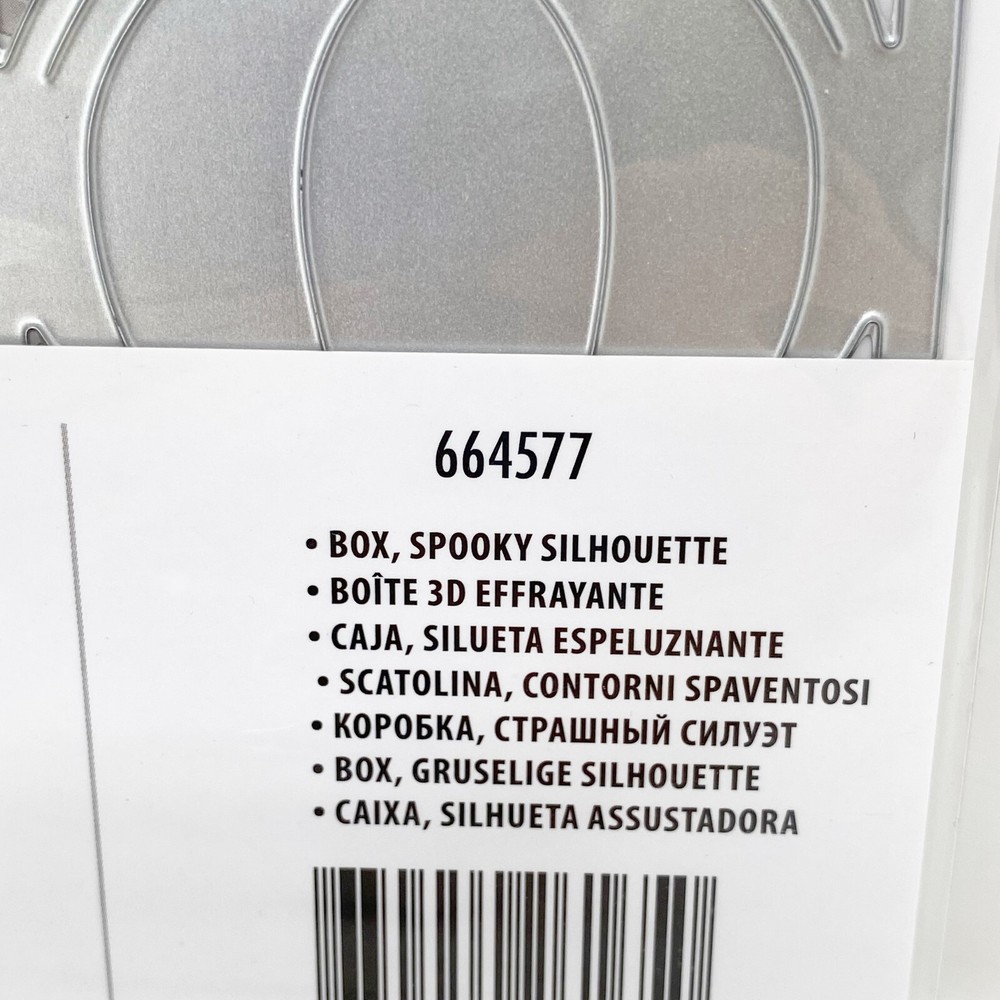 664577
• BOX, SPOOKY SILHOUETTE
• BOÎTE 3D EFFRAYANTE
• CAJA, SILUETA ESPELUZNANTE
• SCATOLINA, CONTORNI SPAVENTOSI
• КОРОБКА, СТРАШНЫЙ СИЛУЭТ
• BOX, GRUSELIGE SILHOUETTE
• CAIXA, SILHUETA ASSUSTADORA